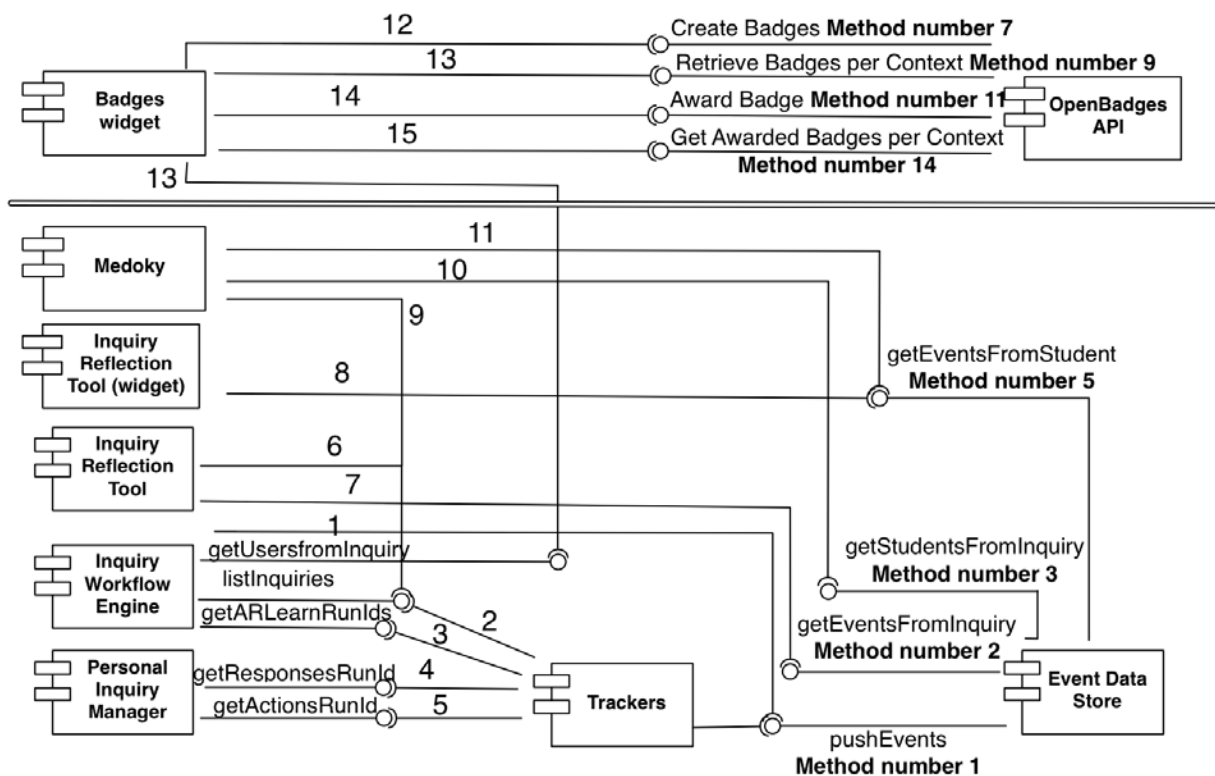 12
Create Badges Method number 7
13
Retrieve Badges per Context Method number 9
Badges
widget
14
Award Badge Method number 11
OpenBadges
API
15
Get Awarded Badges per Context
Method number 14
13
Medoky
11
10
9
Inquiry
Reflection
Tool (widget)
8
getEventsFromStudent
Method number 5
Inquiry
Reflection
Tool
6
7
1
Inquiry
Workflow
Engine
getUsersfromInquiry
listInquiries
getARLearnRunIds
2
3
getStudentsFromInquiry
Method number 3
getEventsFromInquiry
Method number 2
Personal
Inquiry
Manager
getResponsesRunId
4
getActionsRunId
5
Trackers
Event Data
Store
pushEvents
Method number 1